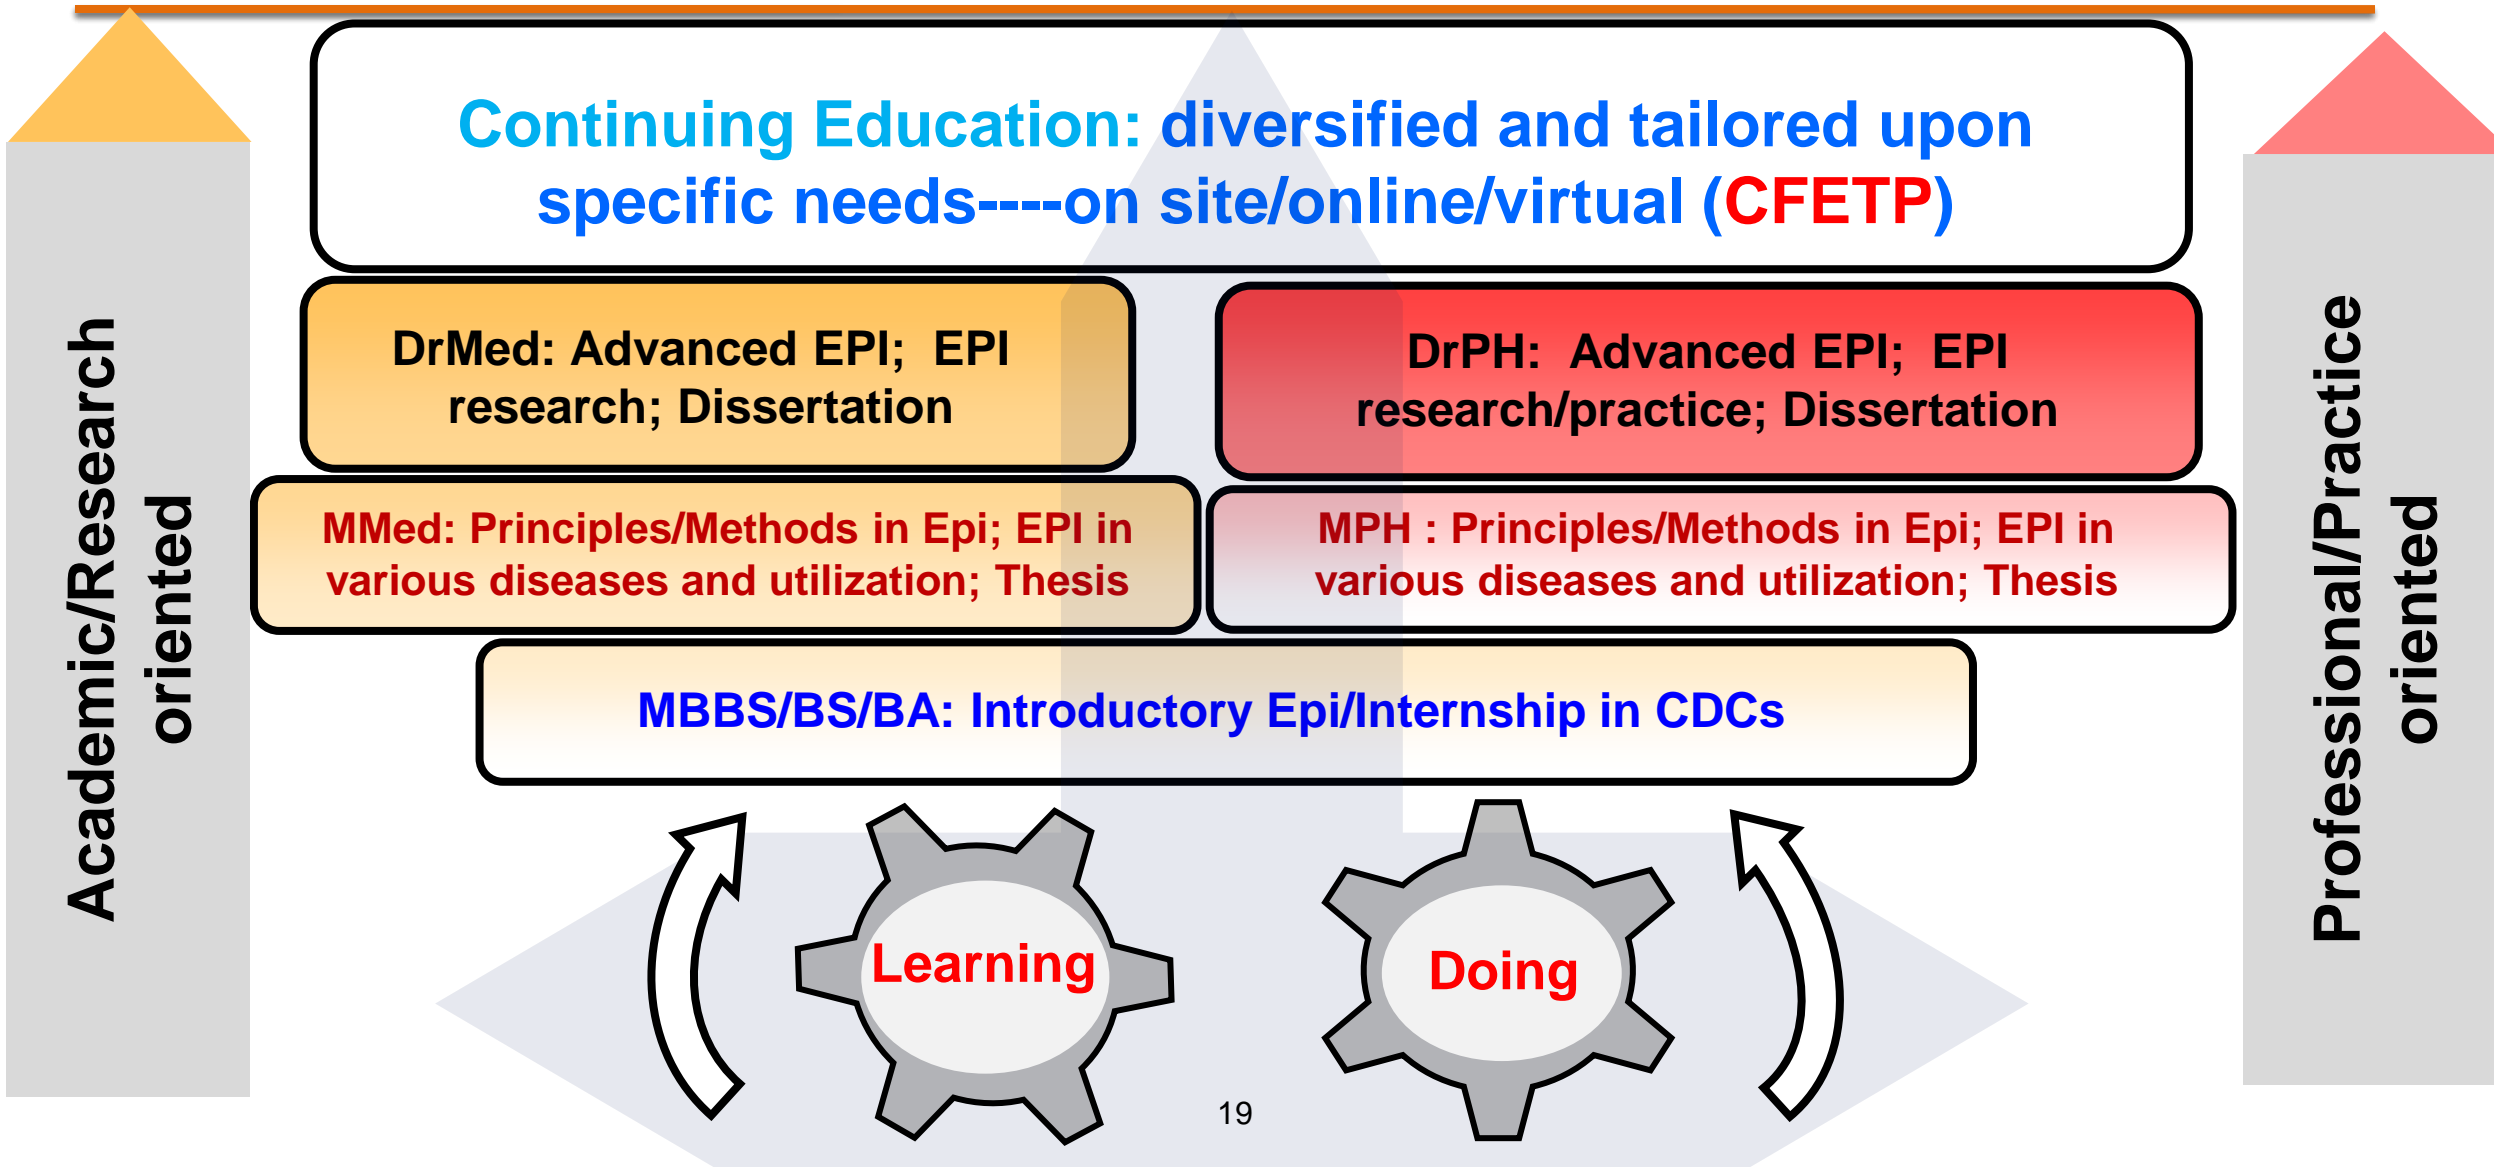 Continuing Education: diversified and tailored upon
specific needs----on site/online/virtual (CFETP)
Academic/Research
oriented
DrMed: Advanced EPI;  EPI
research; Dissertation
DrPH:  Advanced EPI;  EPI
research/practice; Dissertation
MMed: Principles/Methods in Epi; EPI in
various diseases and utilization; Thesis
MPH : Principles/Methods in Epi; EPI in
various diseases and utilization; Thesis
MBBS/BS/BA: Introductory Epi/Internship in CDCs
Professional/Practice
oriented
Learning
Doing
19